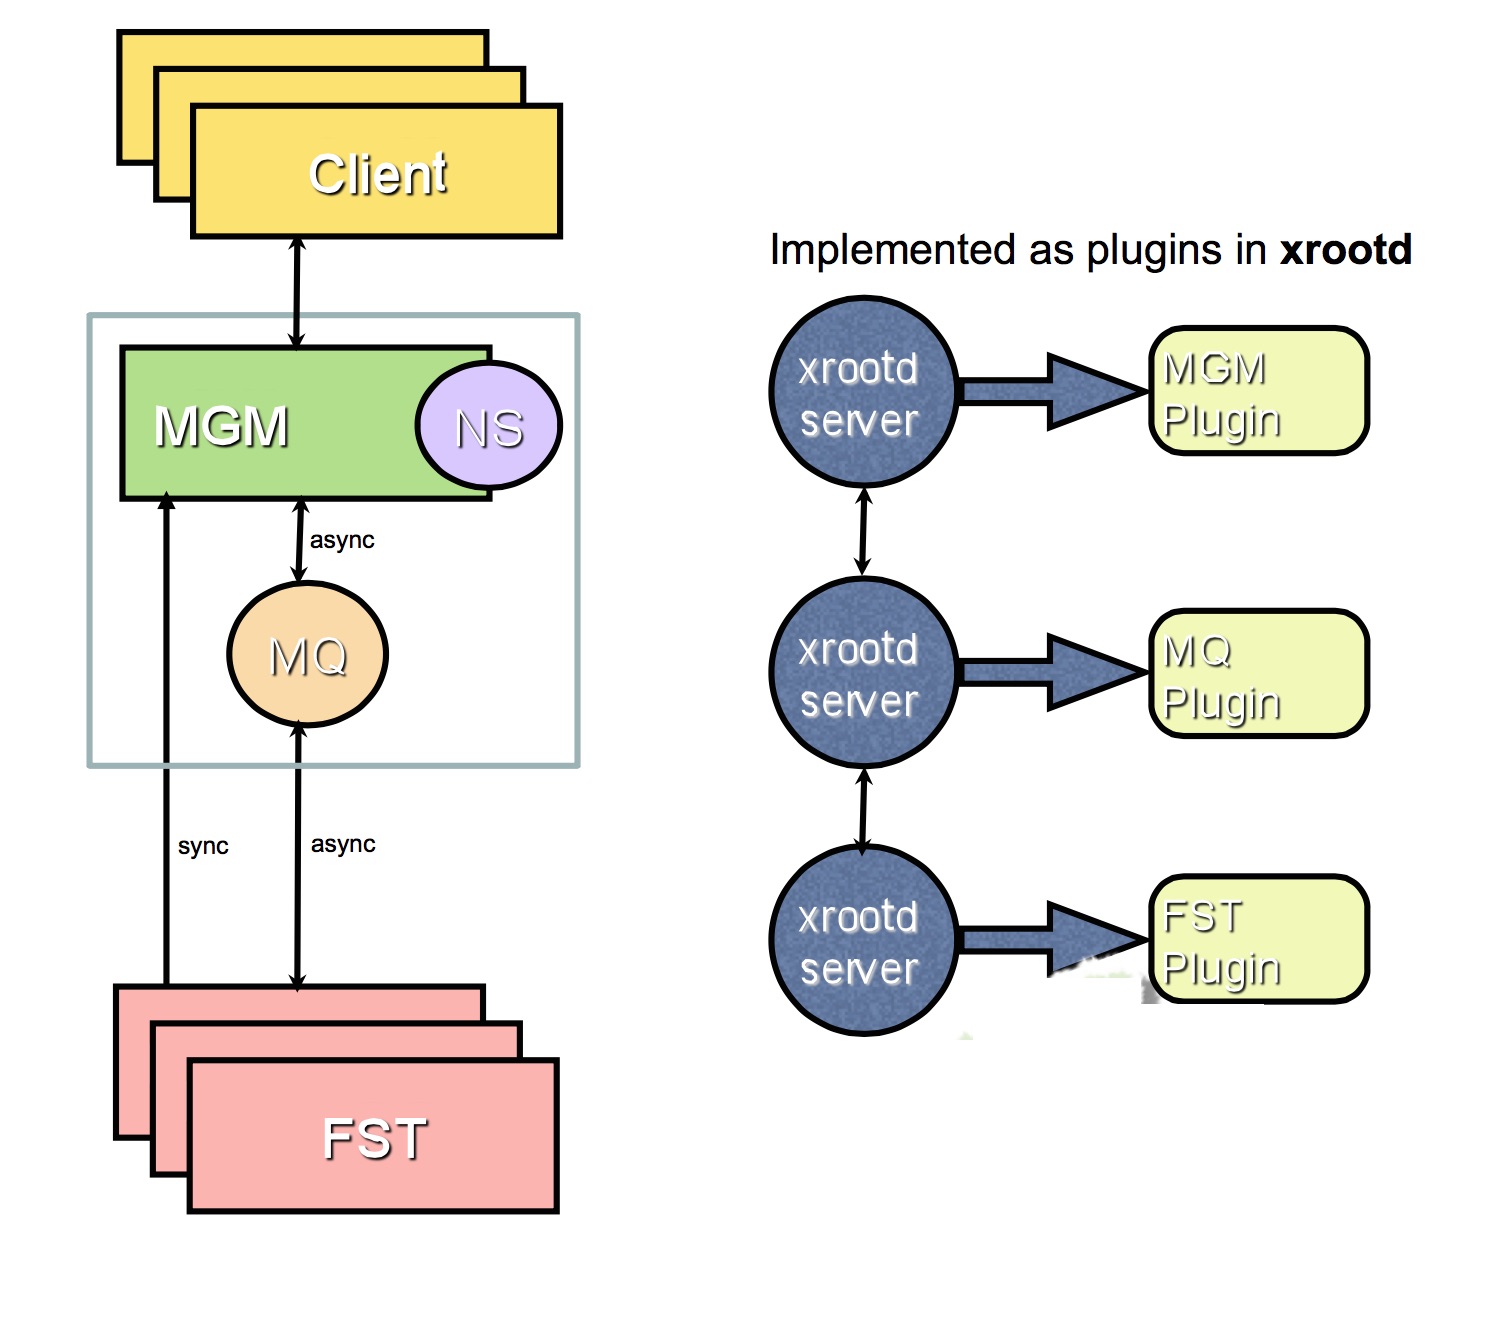 Client
MGM
NS
async
MQ
sync
async
FST
Implemented as plugins in xrootd
xrootd
server
MGM
Plugin
xrootd
server
MQ
Plugin
xrootd
server
FST
Plugin